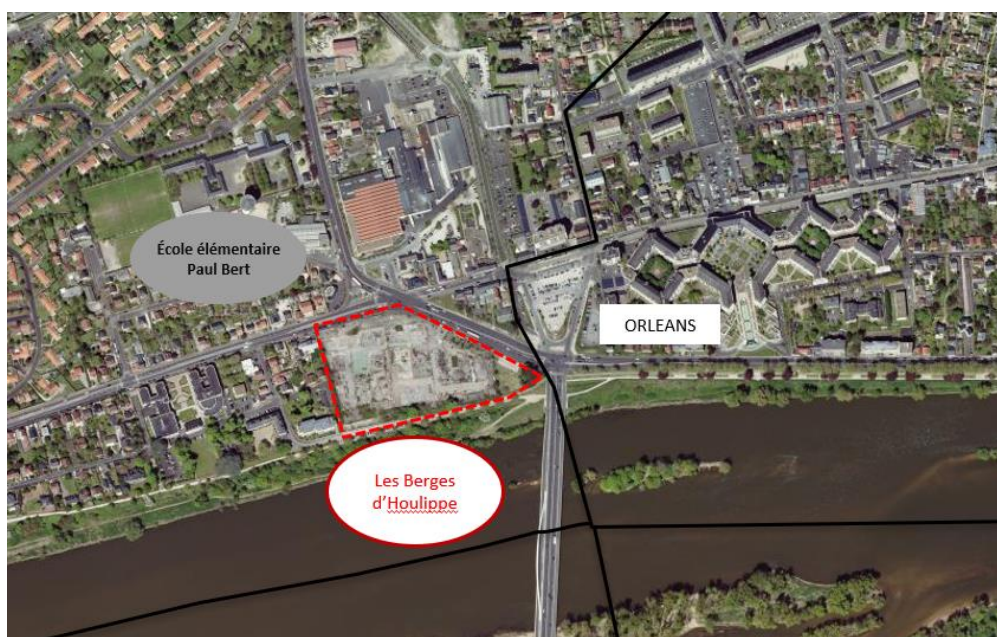 École élémentaire
Paul Bert
ORLEANS
Les Berges
d’Houlippe